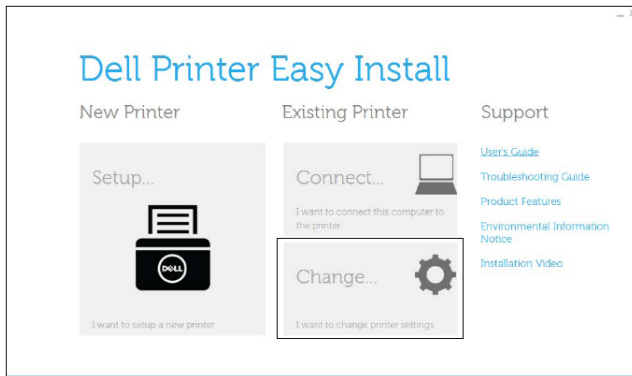 Dell Printer Easy Install
New Printer
Setup...
DELL
I want to setup a new printer
Existing Printer
Connect...
I want to connect this computer to
the printer
Change...
I want to change printer settings
Support
User's Guide
Troubleshooting Guide
Product Features
Environmental Information
Notice
Installation Video